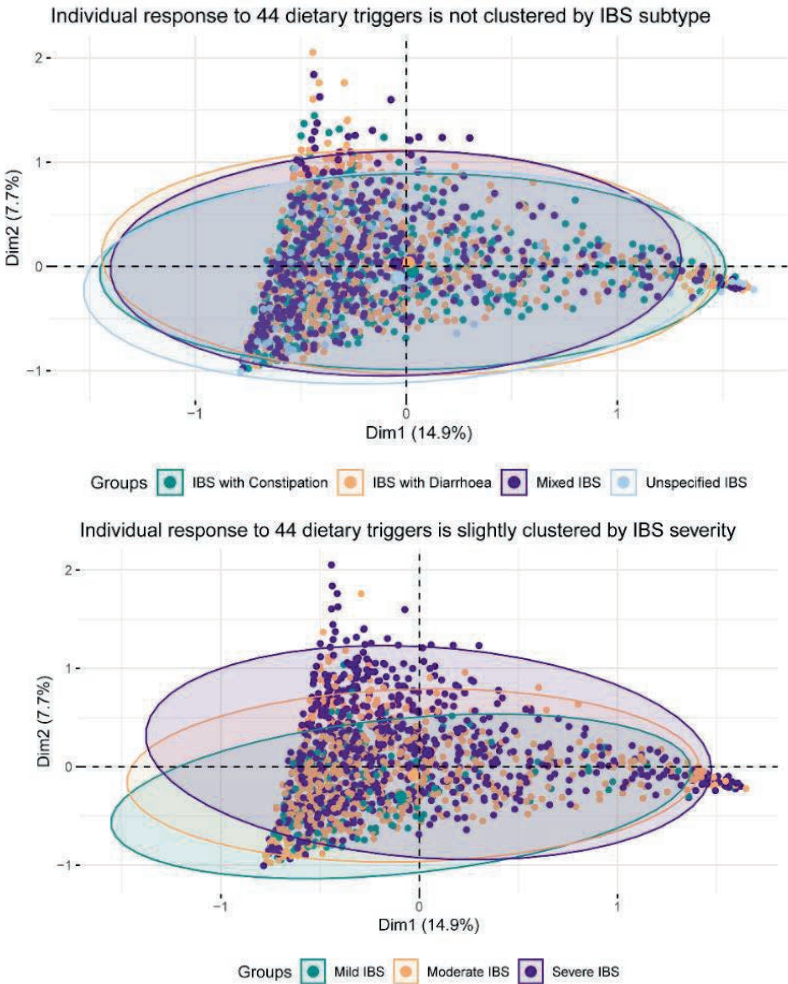 Individual response to 44 dietary triggers is not clustered by IBS subtype
2
1
0
−1
Dim2 (7.7%)
−1
0
1
Dim1 (14.9%)
Groups IBS with Constipation IBS with Diarrhoea Mixed IBS Unspecified IBS
Individual response to 44 dietary triggers is slightly clustered by IBS severity
2
1
0
−1
Dim2 (7.7%)
−1
0
1
Dim1 (14.9%)
Groups Mild IBS Moderate IBS Severe IBS